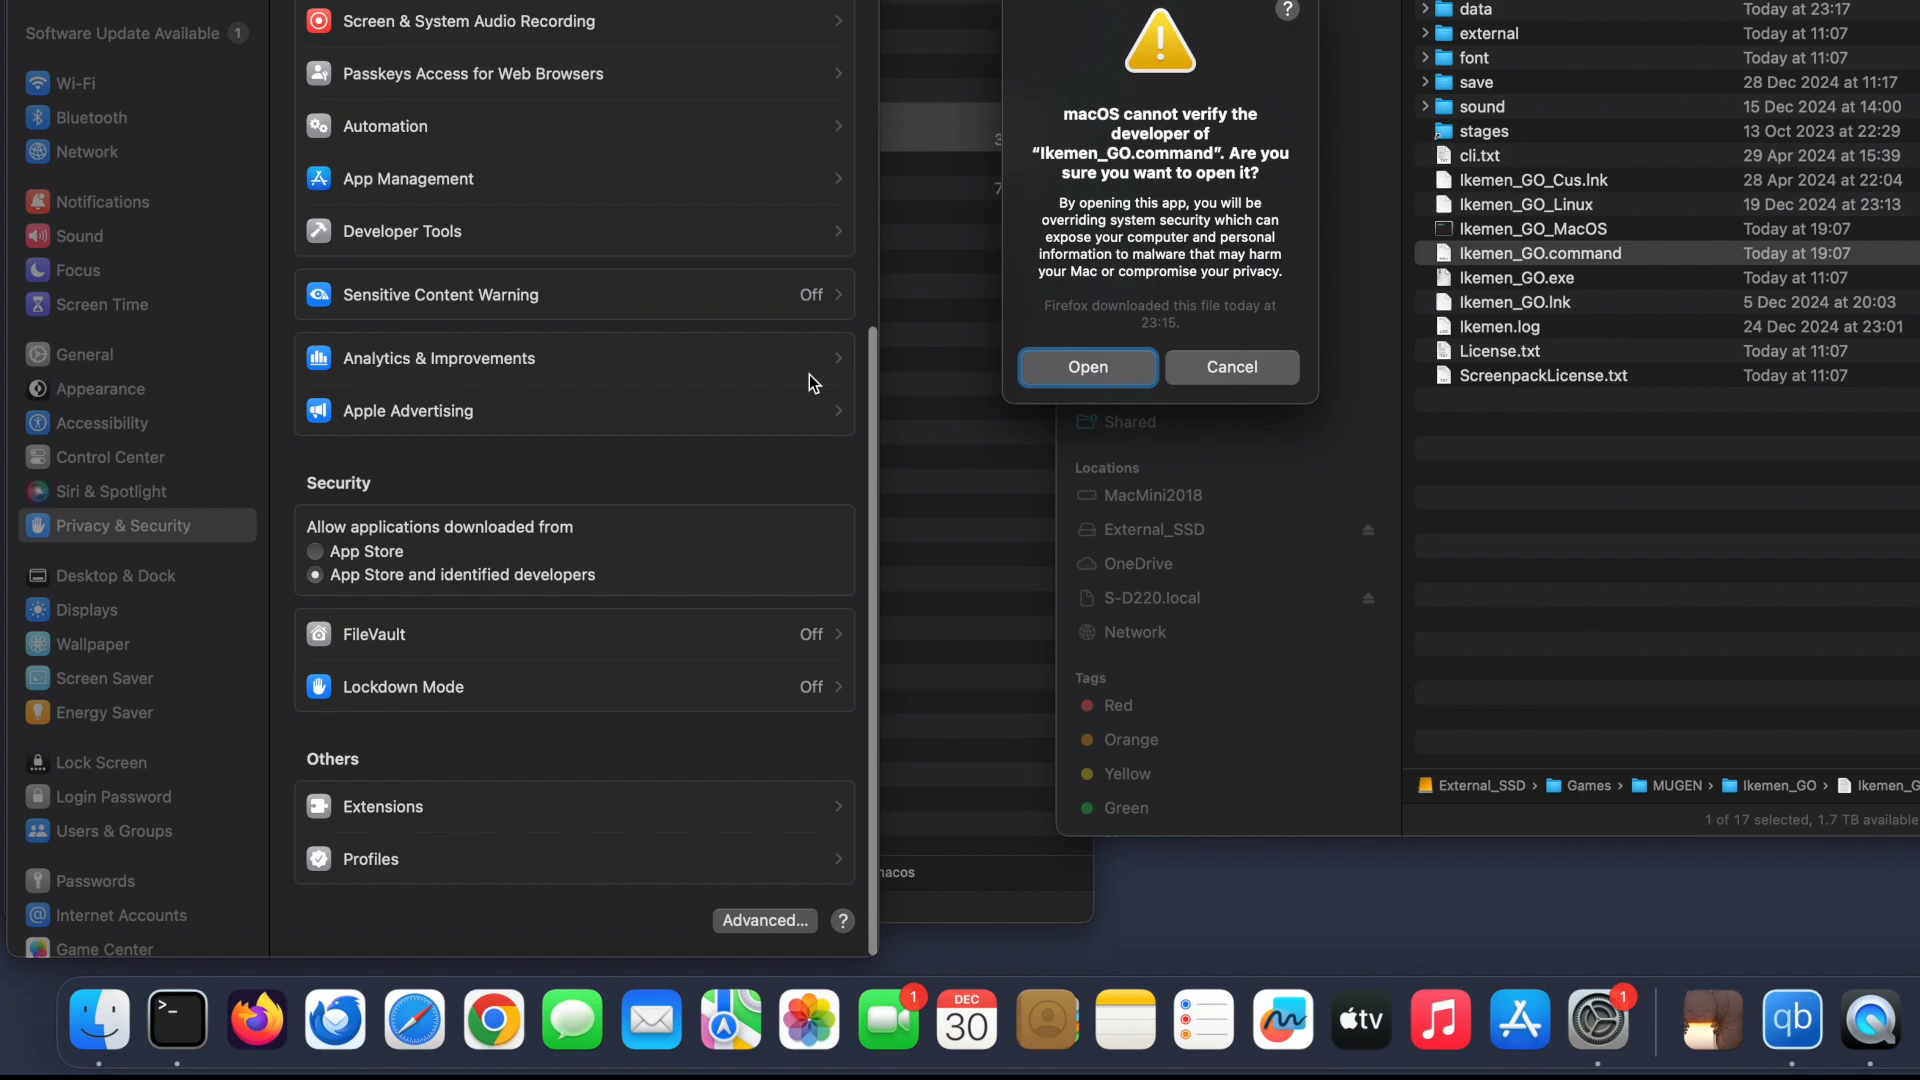 Software Update Available 1
Wi-Fi
Bluetooth
Network
Notifications
Sound
Focus
Screen Time
General
Appearance
Accessibility
Control Center
Siri & Spotlight
Privacy & Security
Desktop & Dock
Displays
Wallpaper
Screen Saver
Energy Saver
Lock Screen
Login Password
Users & Groups
Passwords
Internet Accounts
Game Center
Screen & System Audio Recording
Passkeys Access for Web Browsers
Automation
App Management
Developer Tools
Sensitive Content Warning Off
Analytics & Improvements
Apple Advertising
Security
Allow applications downloaded from
App Store
App Store and identified developers
FileVault Off
Lockdown Mode Off
Others
Extensions
Profiles
Advanced... ?
3
7
?
macOS cannot verify the
developer of
“Ikemen_GO.command”. Are you
sure you want to open it?
By opening this app, you will be
overriding system security which can
expose your computer and personal
information to malware that may harm
your Mac or compromise your privacy.
Firefox downloaded this file today at
23:15.
Open Cancel
Shared
Locations
MacMini2018
External_SSD
OneDrive
S-D220.local
Network
Tags
Red
Orange
Yellow
Green
data Today at 23:17
external Today at 11:07
font Today at 11:07
save 28 Dec 2024 at 11:17
sound 15 Dec 2024 at 14:00
stages 13 Oct 2023 at 22:29
cli.txt 29 Apr 2024 at 15:39
Ikemen_GO_Cus.lnk 28 Apr 2024 at 22:04
Ikemen_GO_Linux 19 Dec 2024 at 23:13
Ikemen_GO_MacOS Today at 19:07
Ikemen_GO.command Today at 19:07
Ikemen_GO.exe Today at 11:07
Ikemen_GO.lnk 5 Dec 2024 at 20:03
Ikemen.log 24 Dec 2024 at 23:01
License.txt Today at 11:07
ScreenpackLicense.txt Today at 11:07
External_SSD › Games › MUGEN › Ikemen_GO › Ikemen_G
1 of 17 selected, 1.7 TB available
nacos
>_
1
DEC
30
tv
1
qb